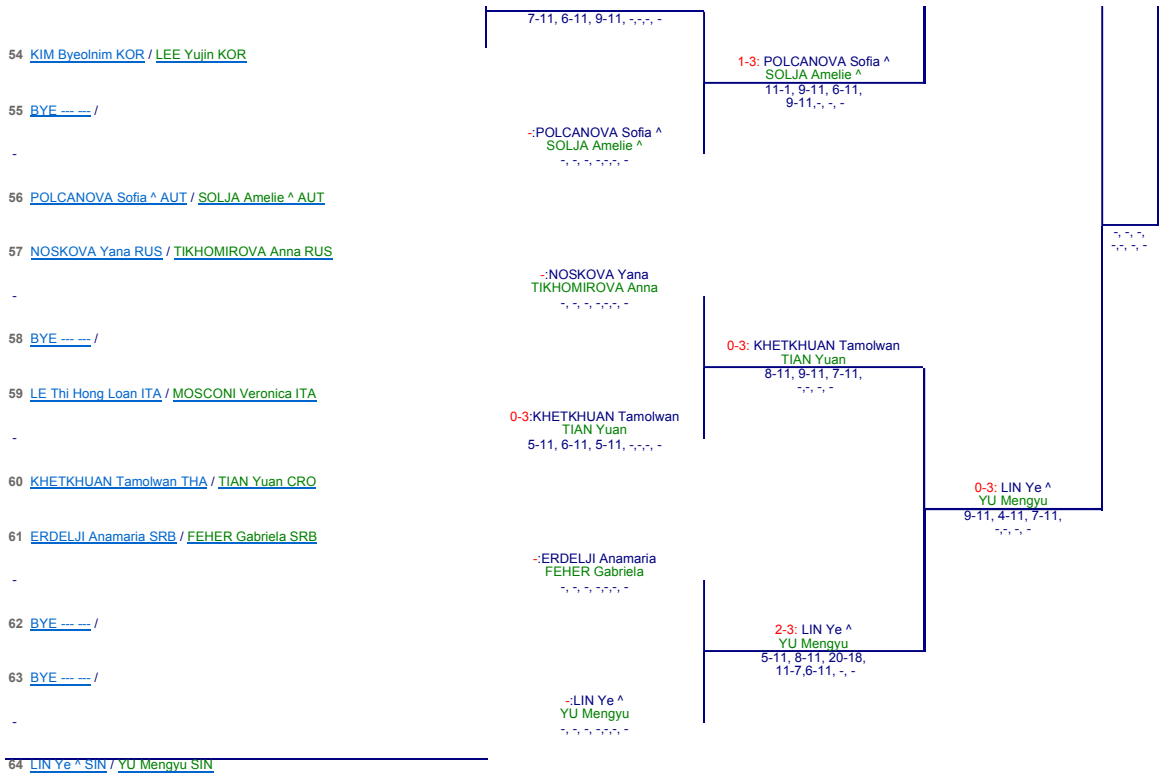 7-11, 6-11, 9-11, -,-,-, -
54 KIM Byeolnim KOR / LEE Yujin KOR
1-3: POLCANOVA Sofia ^
SOLJA Amelie ^
11-1, 9-11, 6-11,
9-11,-, -, -
55 BYE --- --- /
-:POLCANOVA Sofia ^
SOLJA Amelie ^
-, -, -, -,-,-, -
-
56 POLCANOVA Sofia ^ AUT / SOLJA Amelie ^ AUT
-, -, -,
-,-, -, -
57 NOSKOVA Yana RUS / TIKHOMIROVA Anna RUS
-:NOSKOVA Yana
TIKHOMIROVA Anna
-, -, -, -,-,-, -
-
58 BYE --- --- /
0-3: KHETKHUAN Tamolwan
TIAN Yuan
8-11, 9-11, 7-11,
-,-, -, -
59 LE Thi Hong Loan ITA / MOSCONI Veronica ITA
0-3:KHETKHUAN Tamolwan
TIAN Yuan
5-11, 6-11, 5-11, -,-,-, -
-
60 KHETKHUAN Tamolwan THA / TIAN Yuan CRO
0-3: LIN Ye ^
YU Mengyu
9-11, 4-11, 7-11,
-,-, -, -
61 ERDELJI Anamaria SRB / FEHER Gabriela SRB
-:ERDELJI Anamaria
FEHER Gabriela
-, -, -, -,-,-, -
-
62 BYE --- --- /
2-3: LIN Ye ^
YU Mengyu
5-11, 8-11, 20-18,
11-7,6-11, -, -
63 BYE --- --- /
-:LIN Ye ^
YU Mengyu
-, -, -, -,-,-, -
-
64 LIN Ye ^ SIN / YU Mengyu SIN